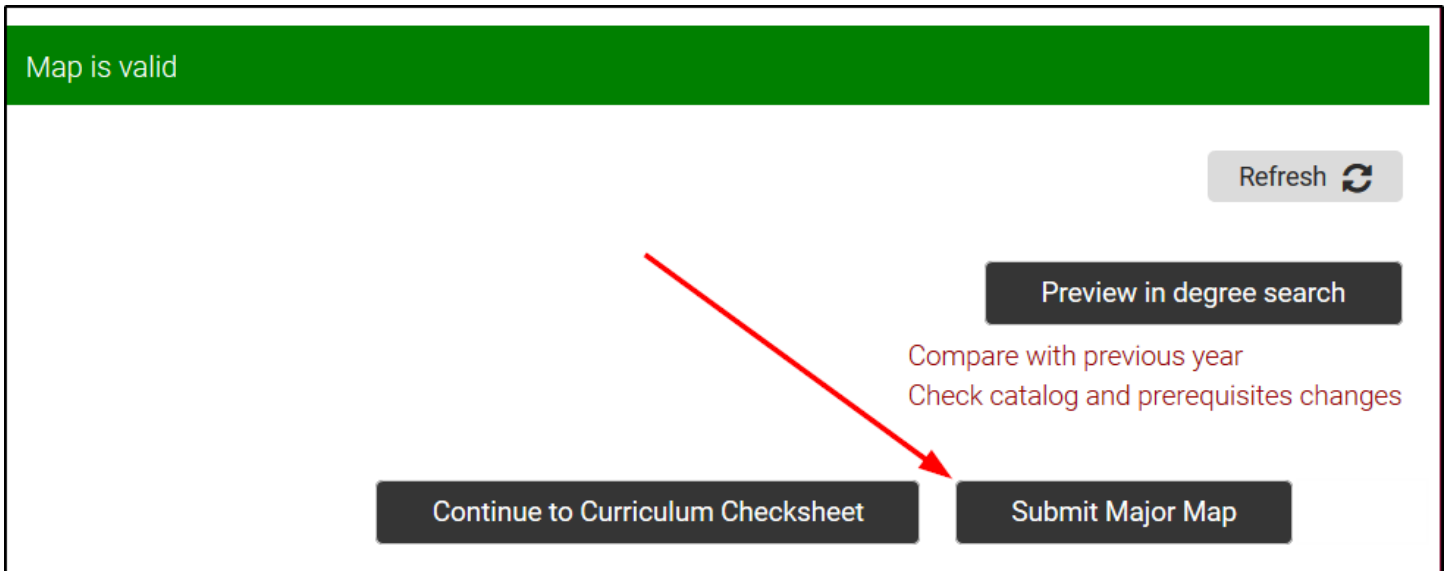 Map is valid
Refresh
Preview in degree search
Compare with previous year
Check catalog and prerequisites changes
Continue to Curriculum Checksheet
Submit Major Map